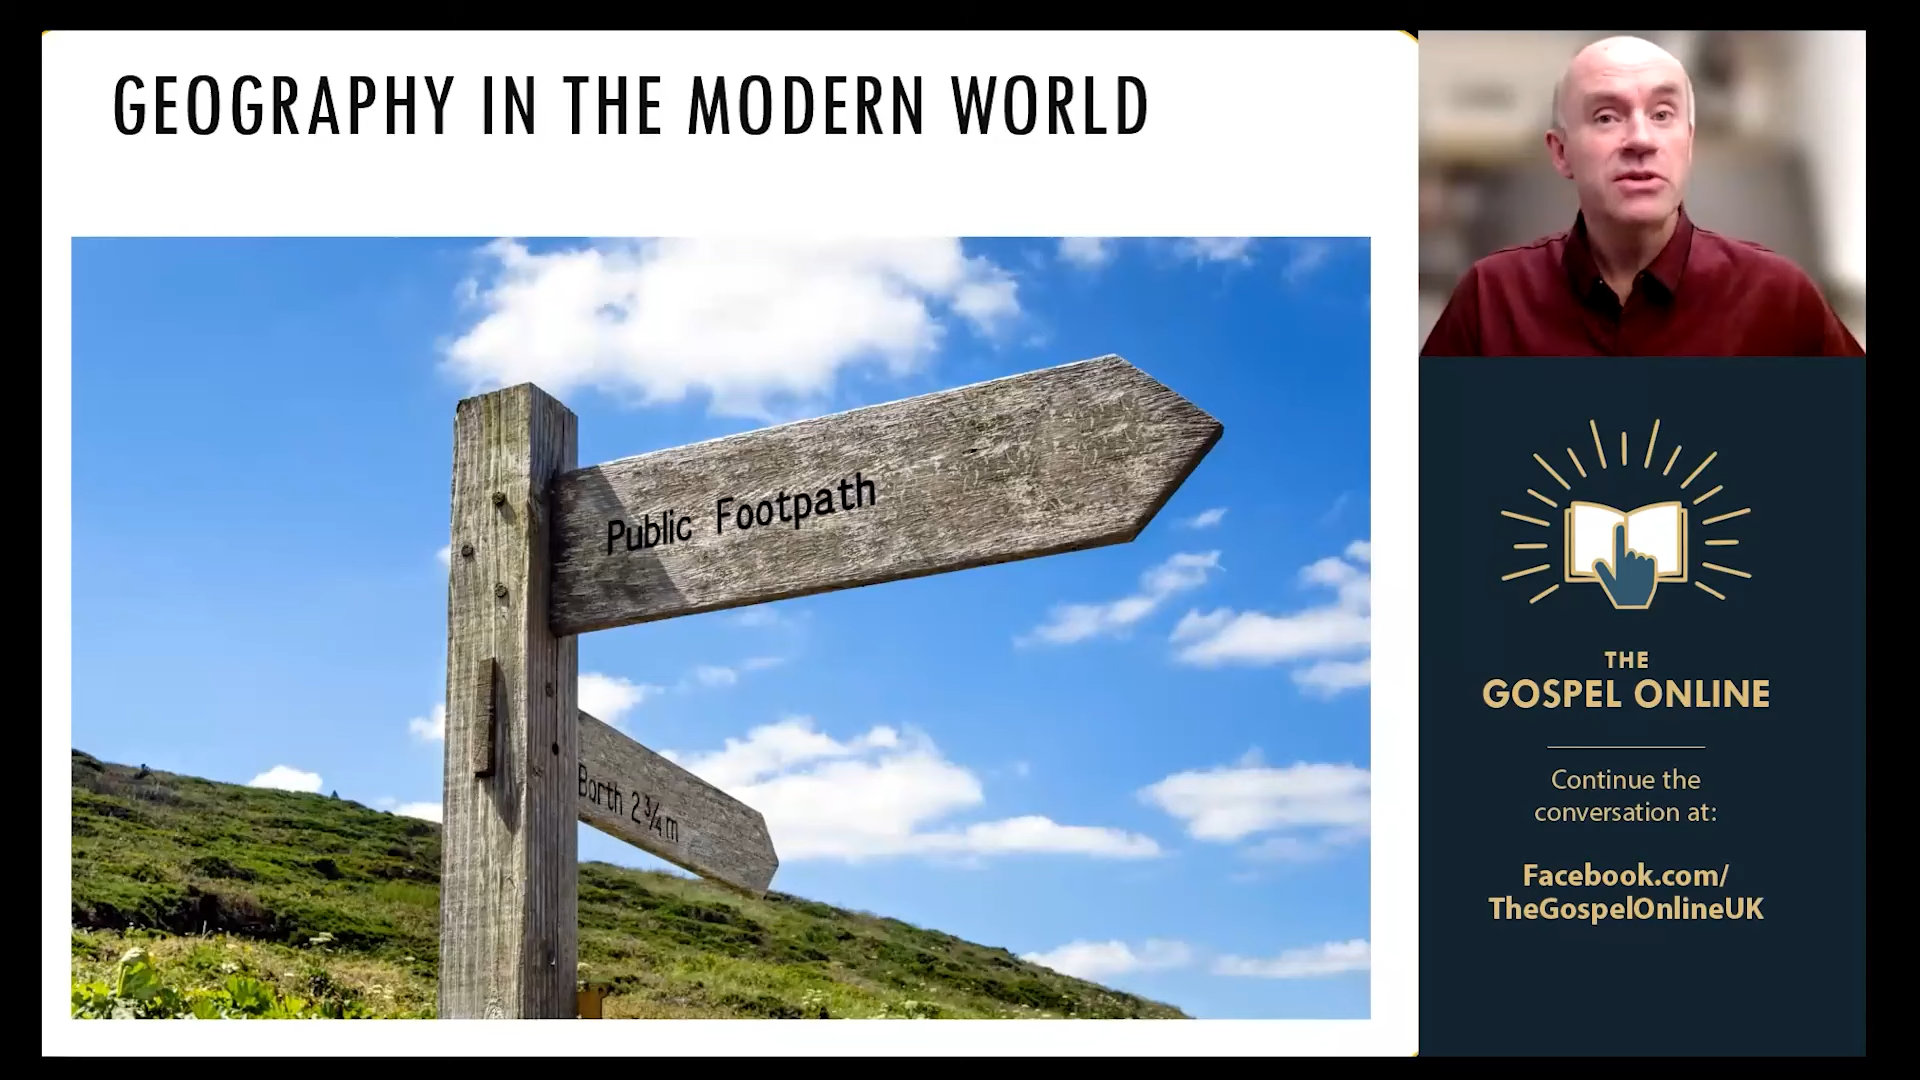 GEOGRAPHY IN THE MODERN WORLD
Public Footpath
Borth 2¾m
THE
GOSPEL ONLINE
Continue the
conversation at:
Facebook.com/
TheGospelOnlineUK